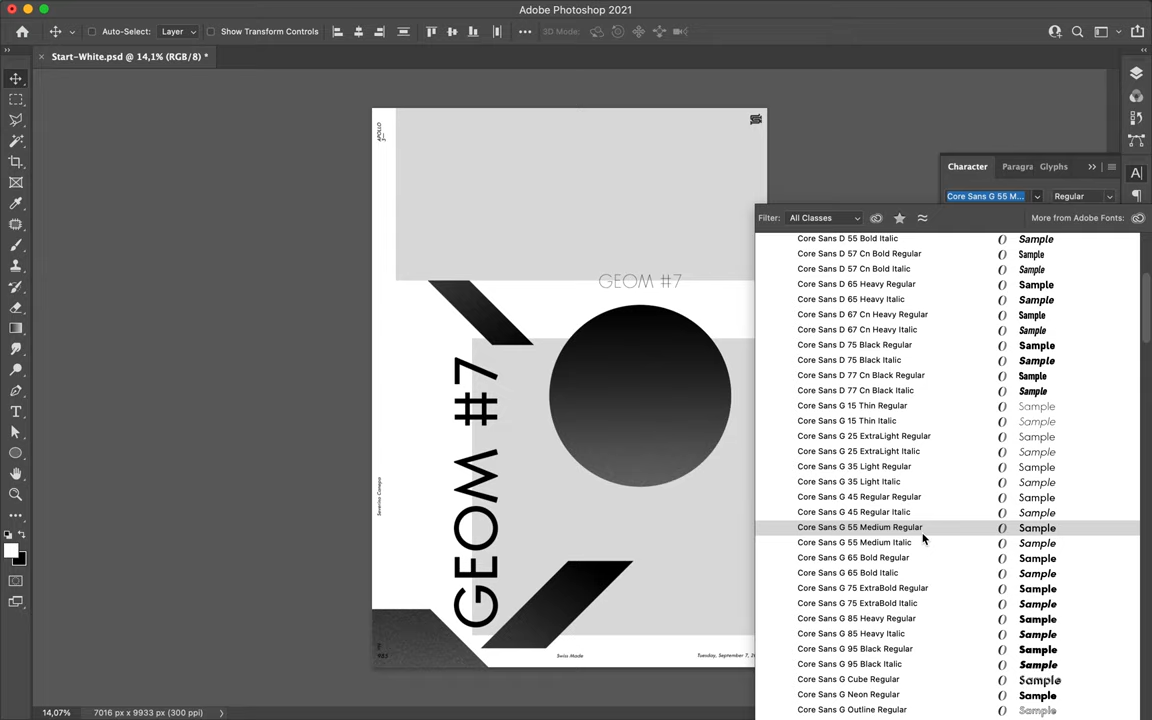 Adobe Photoshop 2021
Auto-Select:
Layer
Show Transform Controls
3D Mode:
Start-White.psd @ 14,1% (RGB/8) *
APOLLO
GEOM #7
GEOM #7
Severino Canepa
Swiss Made
Tuesday, September 7, 2
Character
Paragra
Glyphs
Core Sans G 55 M...
Regular
Filter:
All Classes
More from Adobe Fonts:
Core Sans D 55 Bold Italic Sample
Core Sans D 57 Cn Bold Regular Sample
Core Sans D 57 Cn Bold Italic Sample
Core Sans D 65 Heavy Regular Sample
Core Sans D 65 Heavy Italic Sample
Core Sans D 67 Cn Heavy Regular Sample
Core Sans D 67 Cn Heavy Italic Sample
Core Sans D 75 Black Regular Sample
Core Sans D 75 Black Italic Sample
Core Sans D 77 Cn Black Regular Sample
Core Sans D 77 Cn Black Italic Sample
Core Sans G 15 Thin Regular Sample
Core Sans G 15 Thin Italic Sample
Core Sans G 25 ExtraLight Regular Sample
Core Sans G 25 ExtraLight Italic Sample
Core Sans G 35 Light Regular Sample
Core Sans G 35 Light Italic Sample
Core Sans G 45 Regular Regular Sample
Core Sans G 45 Regular Italic Sample
Core Sans G 55 Medium Regular Sample
Core Sans G 55 Medium Italic Sample
Core Sans G 65 Bold Regular Sample
Core Sans G 65 Bold Italic Sample
Core Sans G 75 ExtraBold Regular Sample
Core Sans G 75 ExtraBold Italic Sample
Core Sans G 85 Heavy Regular Sample
Core Sans G 85 Heavy Italic Sample
Core Sans G 95 Black Regular Sample
Core Sans G 95 Black Italic Sample
Core Sans G Cube Regular Sample
Core Sans G Neon Regular Sample
Core Sans G Outline Regular Sample
14,07%
7016 px x 9933 px (300 ppi)